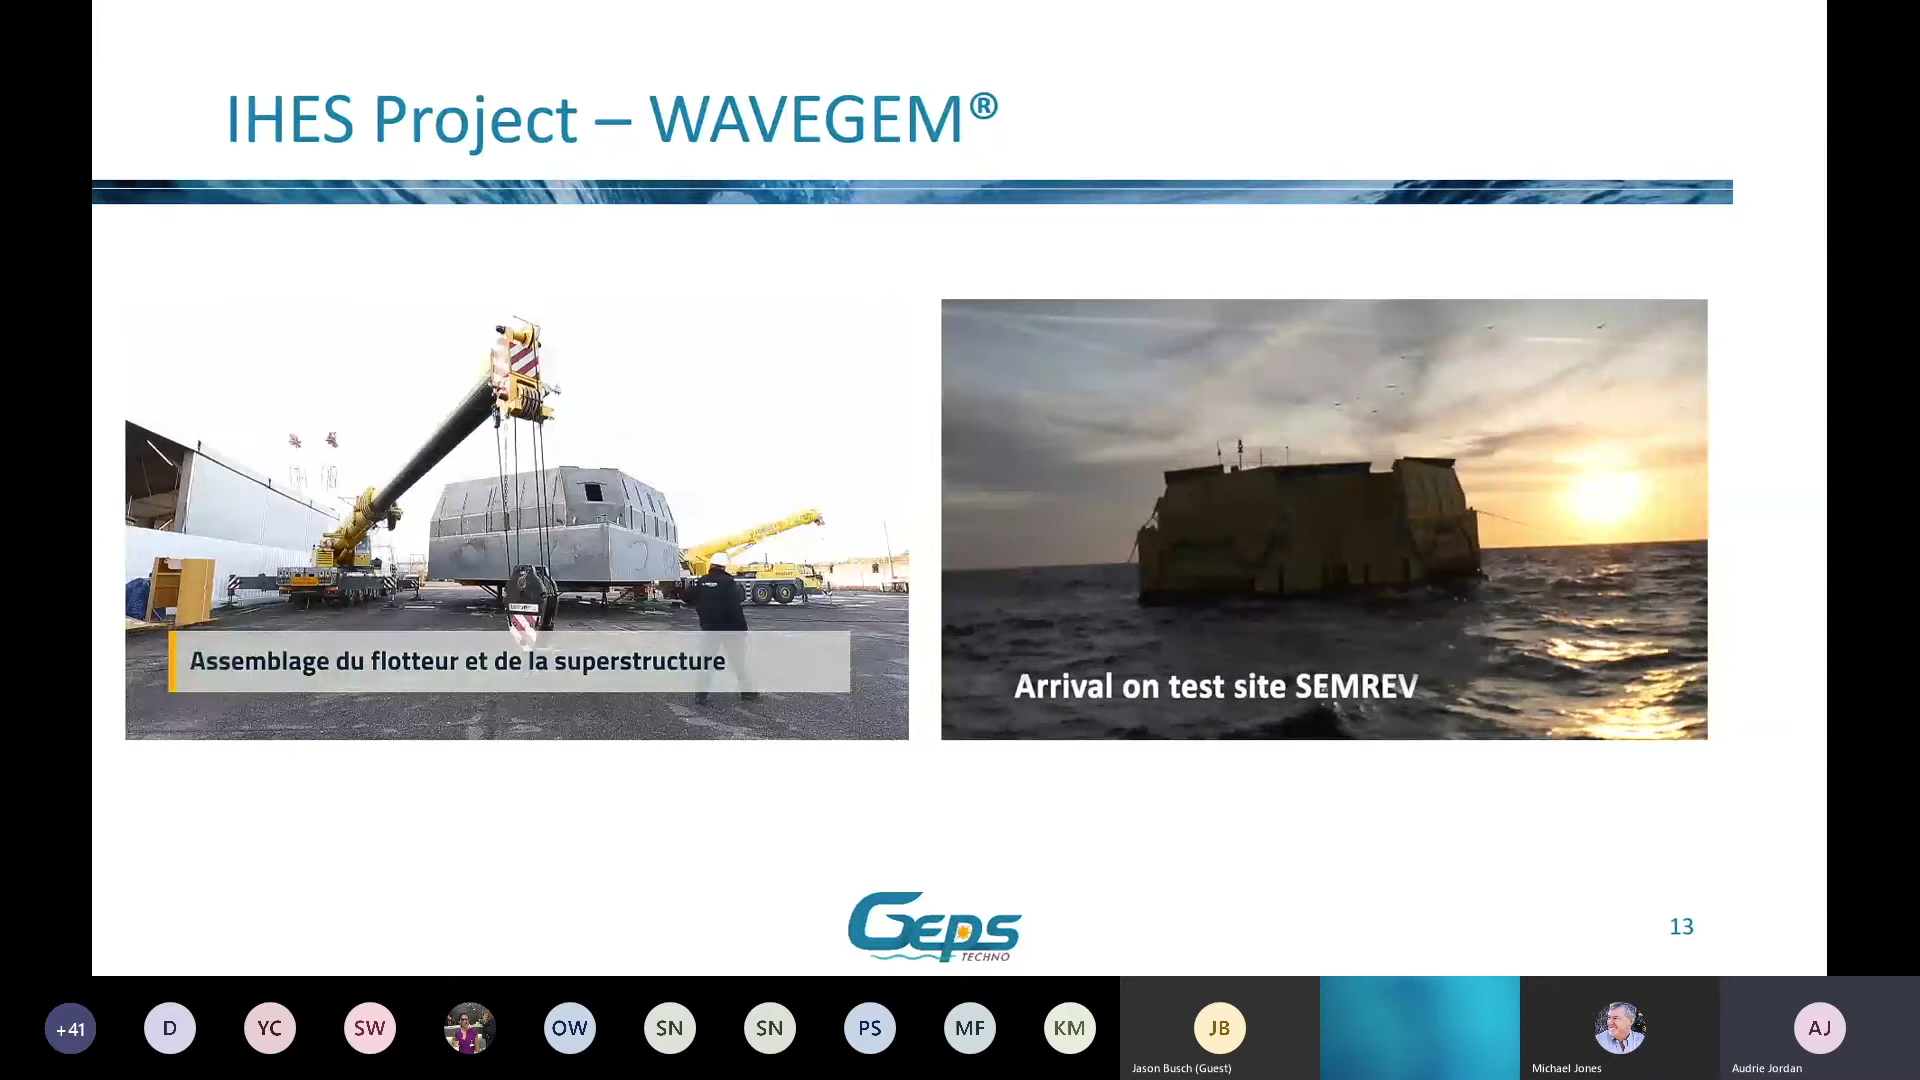 IHES Project – WAVEGEM®
Assemblage du flotteur et de la superstructure
Arrival on test site SEMREV
GEPS
TECHNO
13
+41
D
YC
SW
OW
SN
SN
PS
MF
KM
JB
AJ
Jason Busch (Guest)
Michael Jones
Audrie Jordan